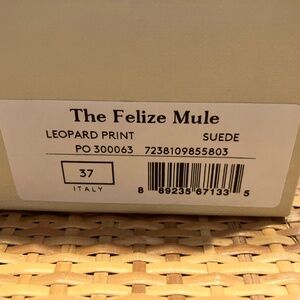 The Felize Mule
LEOPARD PRINT SUEDE
PO 300063 7238109855803
37
ITALY
8 89235 67133 5